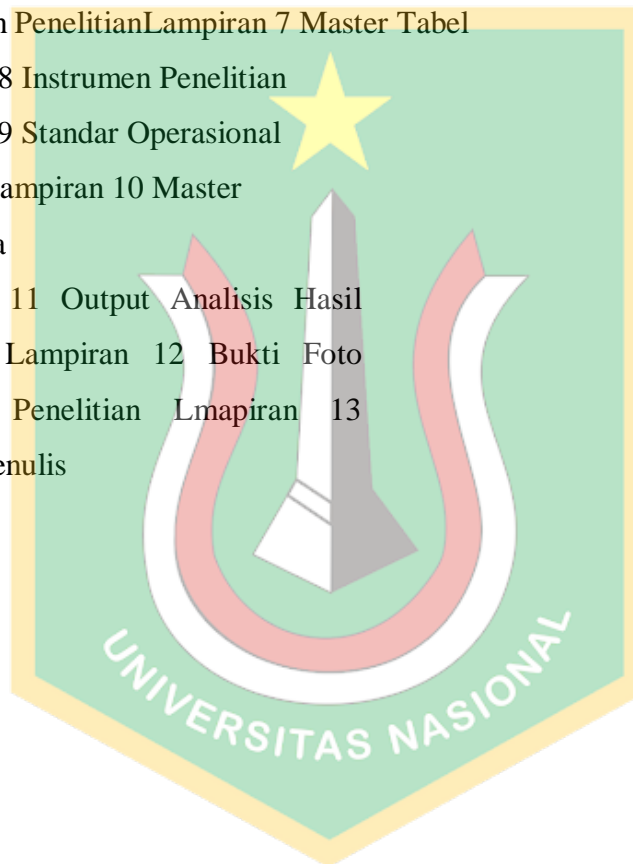 PenelitianLampiran 7 Master Tabel
8 Instrumen Penelitian
9 Standar Operasional
ampiran 10 Master
a
11 Output Analisis Hasil
Lampiran 12 Bukti Foto
Penelitian Lmapiran 13
enulis
UNIVERSITAS NASIONAL